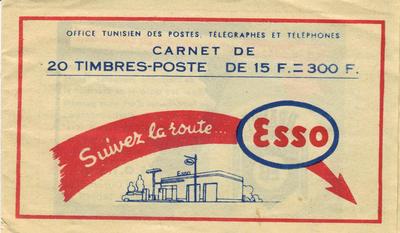 OFFICE TUNISIEN DES POSTES, TÉLÉGRAPHES ET TÉLÉPHONES
CARNET DE
20 TIMBRES-POSTE DE 15 F. = 300 F.
Suivez la route...
Esso
Esso